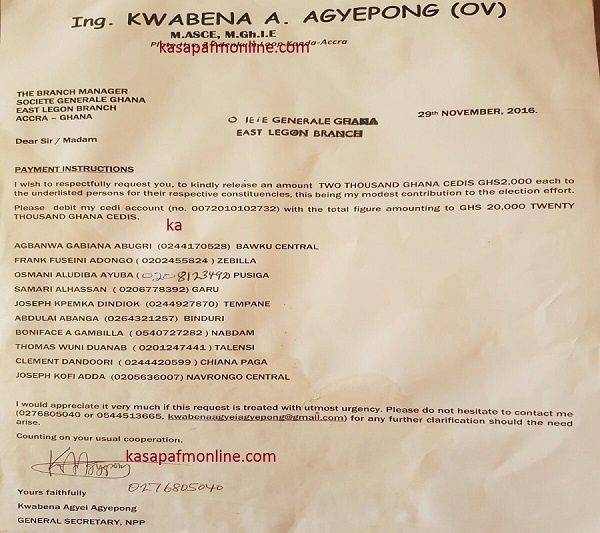 Ing. KWABENA A. AGYEPONG (OV)
M.ASCE, M.Gh.I.E
kasapafmonline.com
-Accra
THE BRANCH MANAGER
SOCIETE GENERALE GHANA
EAST LEGON BRANCH
ACCRA – GHANA
O IETE GENERALE GHANA
EAST LEGON BRANCH
29th NOVEMBER, 2016.
Dear Sir / Madam
PAYMENT INSTRUCTIONS
I wish to respectfully request you, to kindly release an amount TWO THOUSAND GHANA CEDIS GHS2,000 each to
the underlisted persons for their respective constituencies, this being my modest contribution to the election effort.
Please debit my cedi account (no. 0072010102732) with the total figure amounting to GHS 20,000 TWENTY
THOUSAND GHANA CEDIS.
ka
AGBANWA GABIANA ABUGRI (0244170528) BAWKU CENTRAL
FRANK FUSEINI ADONGO ( 0202455824 ) ZEBILLA
OSMANI ALUDIBA AYUBA (0208123492) PUSIGA
SAMARI ALHASSAN ( 0206778392) GARU
JOSEPH KPEMKA DINDIOK ( 0244927870) TEMPANE
ABDULAI ABANGA ( 0264321257) BINDURI
BONIFACE A GAMBILLA ( 0540727282 ) NABDAM
THOMAS WUNI DUANAB ( 0201247441 ) TALENSI
CLEMENT DANDOORI ( 0244420599 ) CHIANA PAGA
JOSEPH KOFI ADDA (0205636007) NAVRONGO CENTRAL
I would appreciate it very much if this request is treated with utmost urgency. Please do not hesitate to contact me
(0276805040 or 0544513665, kwabenaagyeiagyepong@gmail.com) for any further clarification should the need
arise.
Counting on your usual cooperation.
kasapafmonline.com
0276805040
Yours faithfully
Kwabena Agyei Agyepong
GENERAL SECRETARY, NPP